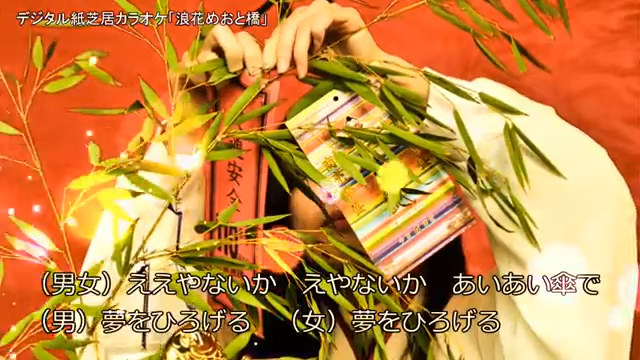 デジタル紙芝居カラオケ「浪花めおと橋」
(男女)ええやないか　えやないか　あいあい傘で
(男)夢をひろげる　(女)夢をひろげる